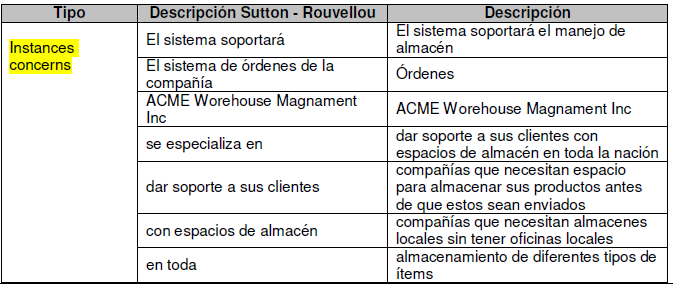 Tipo Descripción Sutton - Rouvellou Descripción
Instances
concerns
El sistema soportará
El sistema soportará el manejo de
almacén
El sistema de órdenes de la
compañía
Órdenes
ACME Worehouse Magnament
Inc
ACME Worehouse Magnament Inc
se especializa en
dar soporte a sus clientes con
espacios de almacén en toda la nación
dar soporte a sus clientes
compañías que necesitan espacio
para almacenar sus productos antes
de que estos sean enviados
con espacios de almacén
compañías que necesitan almacenes
locales sin tener oficinas locales
en toda
almacenamiento de diferentes tipos de
ítems